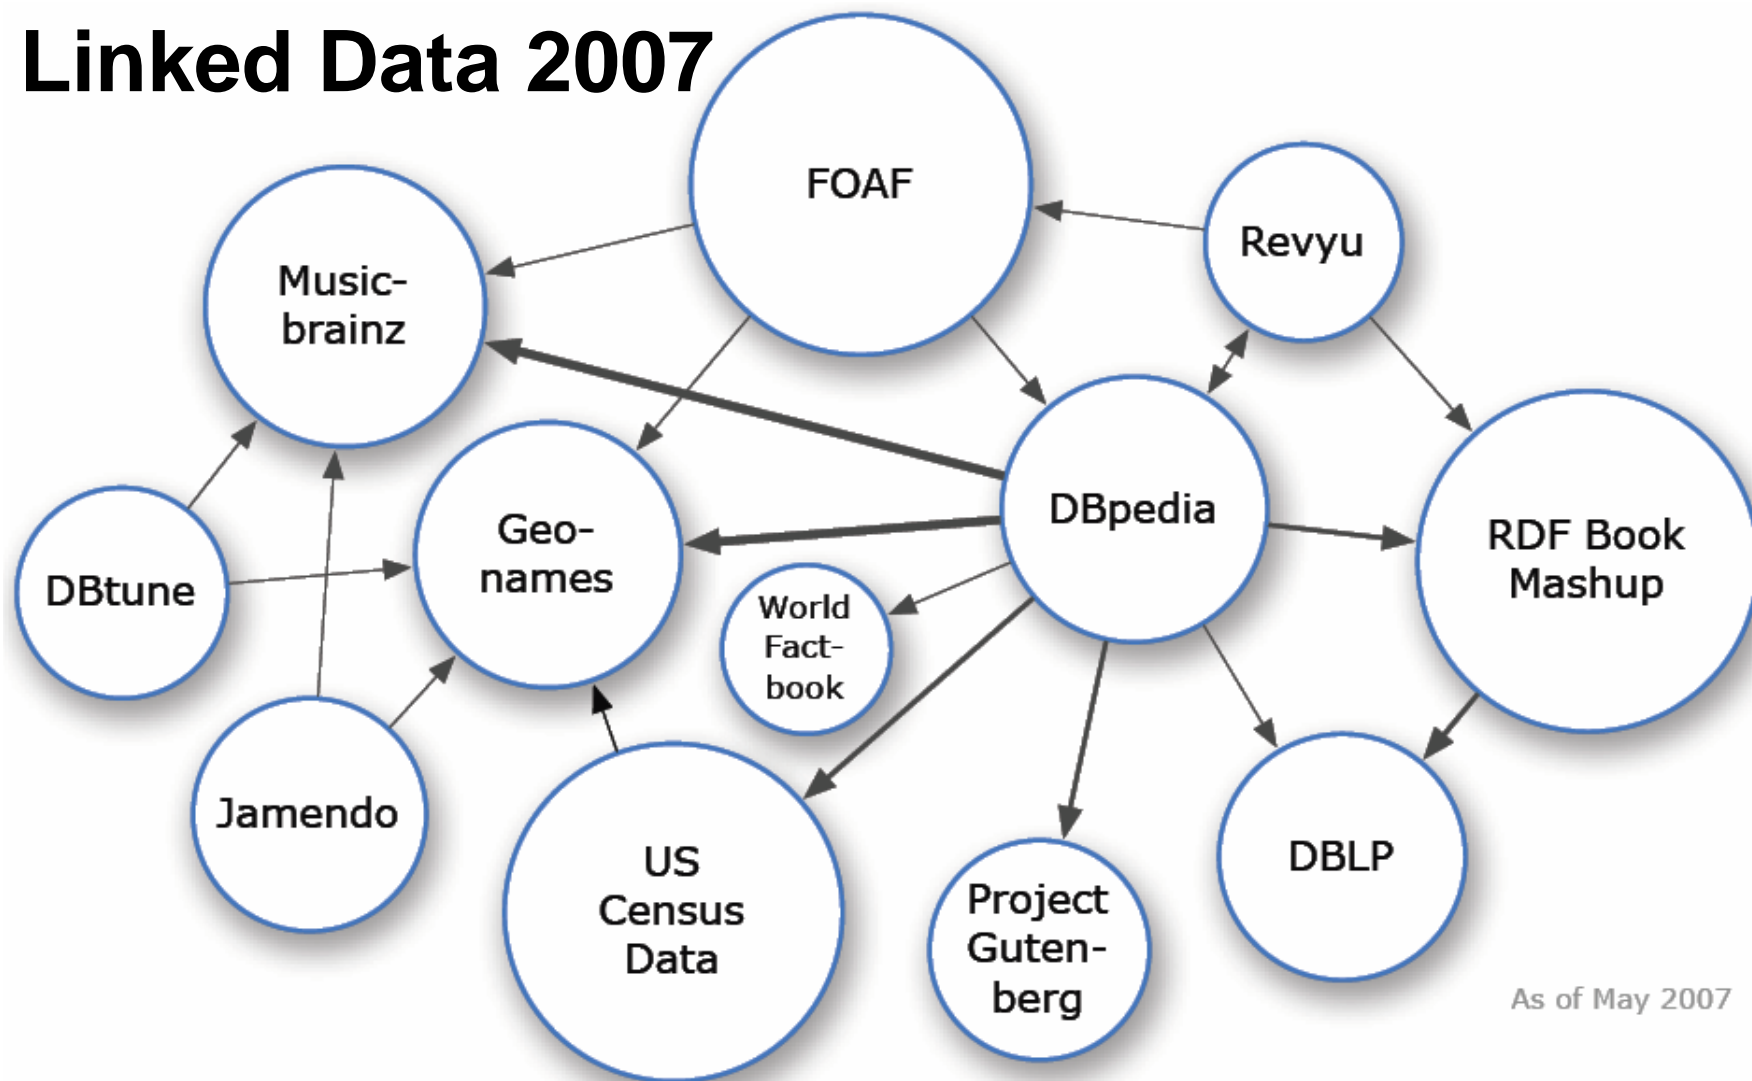 Linked Data 2007
FOAF
Revyu
Music-
brainz
DBpedia
Geo-
names
RDF Book
Mashup
DBtune
World
Fact-
book
Jamendo
US
Census
Data
Project
Guten-
berg
DBLP
As of May 2007